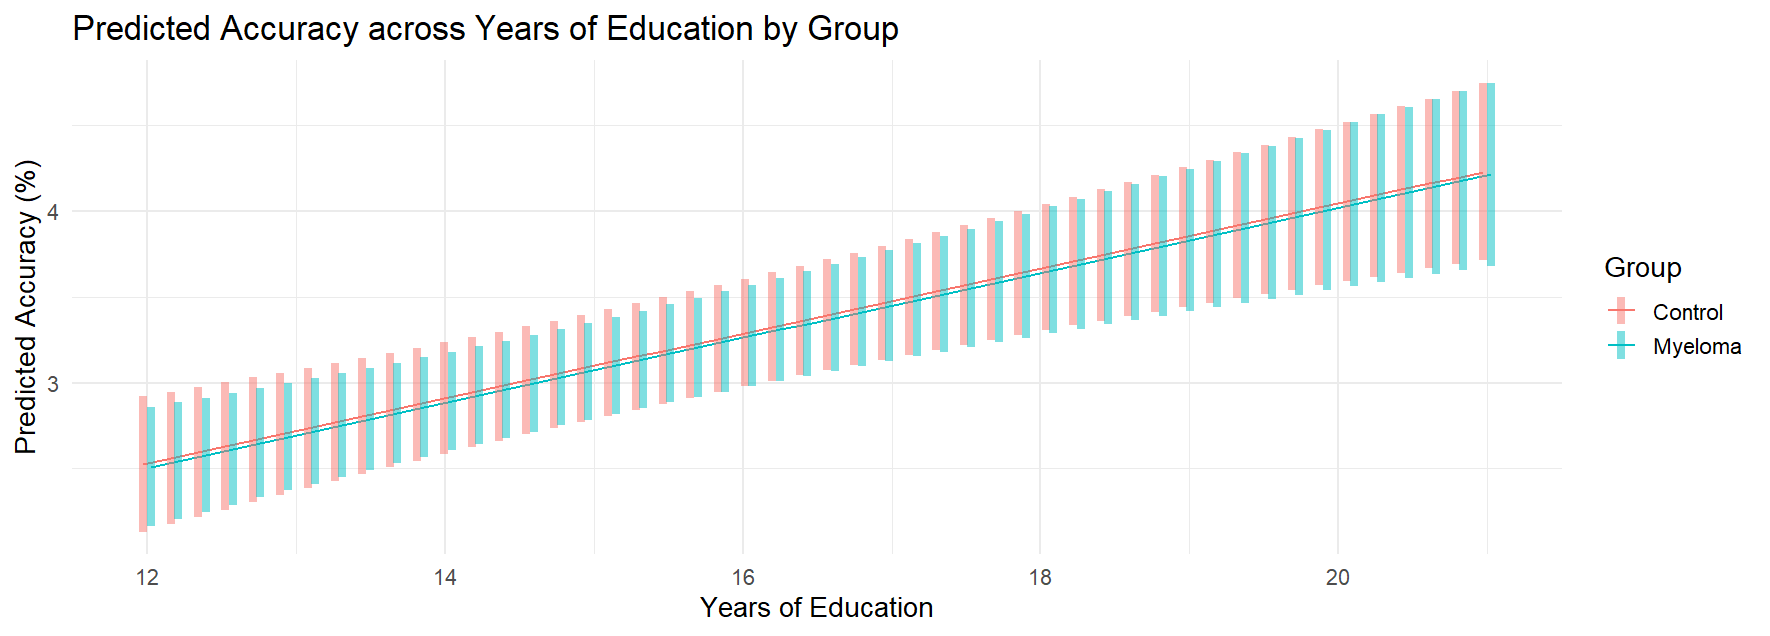 Predicted Accuracy across Years of Education by Group
Predicted Accuracy (%)
4
3
12 14 16 18 20
Years of Education
Group
Control
Myeloma